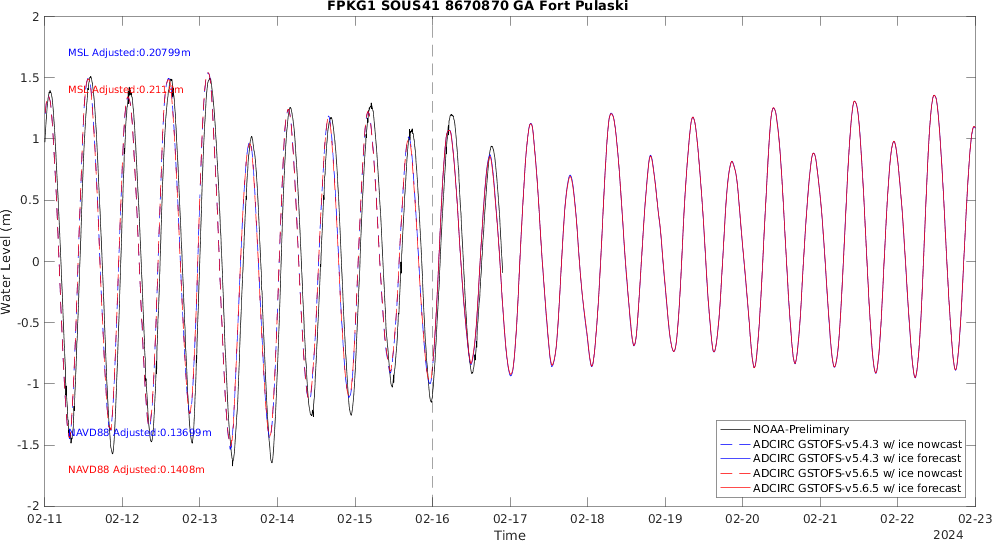 FPKG1 SOUS41 8670870 GA Fort Pulaski
2
1.5
1
0.5
0
-0.5
-1
-1.5
-2
Water Level (m)
MSL Adjusted:0.20799m
MSL Adjusted:0.2118m
NAVD88 Adjusted:0.13699m
NAVD88 Adjusted:0.1408m
NOAA-Preliminary
ADCIRC GSTOFS-v5.4.3 w/ ice nowcast
ADCIRC GSTOFS-v5.4.3 w/ ice forecast
ADCIRC GSTOFS-v5.6.5 w/ ice nowcast
ADCIRC GSTOFS-v5.6.5 w/ ice forecast
02-11 02-12 02-13 02-14 02-15 02-16 02-17 02-18 02-19 02-20 02-21 02-22 02-23
Time
2024